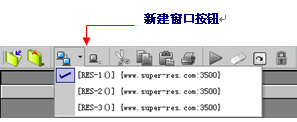 新建窗口按钮
[RES-1()] {www.super-res.com:3500}
[RES-2()] {www.super-res.com:3500}
[RES-3()] {www.super-res.com:3500}